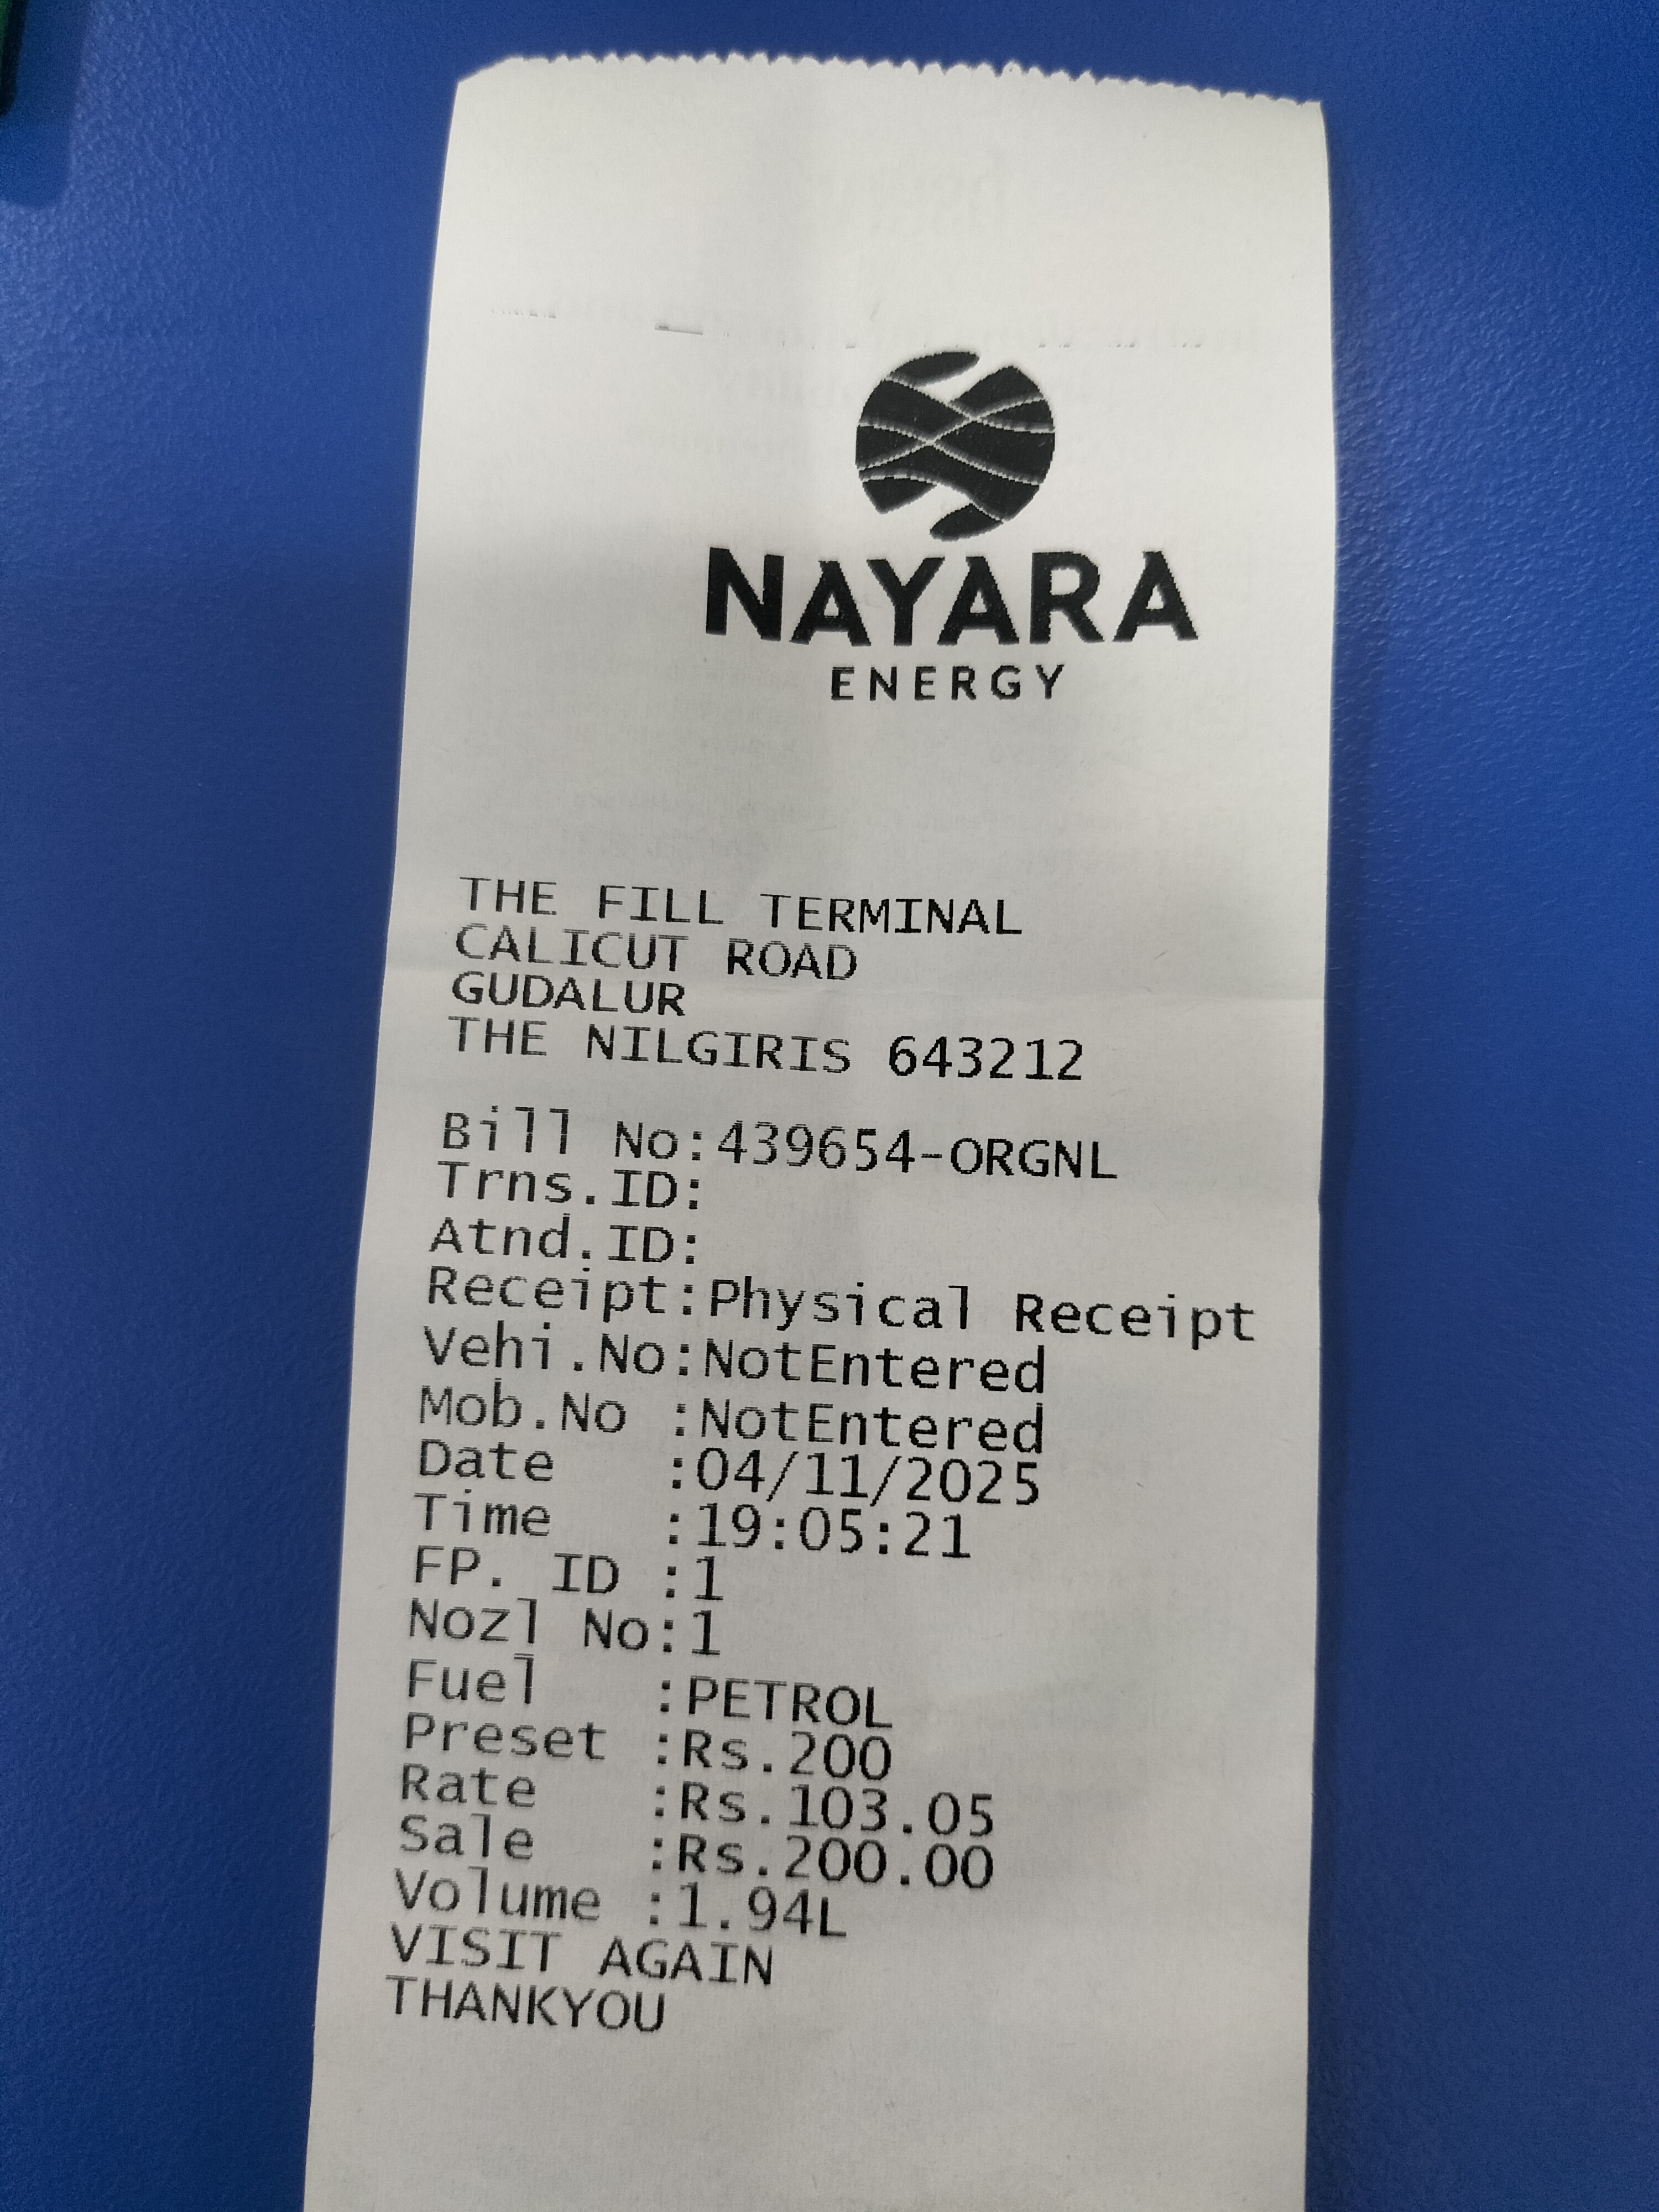 NAYARA
ENERGY
THE FILL TERMINAL
CALICUT ROAD
GUDALUR
THE NILGIRIS 643212
Bill No:439654-ORGNL
Trns.ID:
Atnd.ID:
Receipt:Physical Receipt
Vehi.No:NotEntered
Mob.No :NotEntered
Date :04/11/2025
Time :19:05:21
FP. ID :1
Nozl No:1
Fuel :PETROL
Preset :Rs.200
Rate :Rs.103.05
Sale :Rs.200.00
Volume :1.94L
VISIT AGAIN
THANKYOU